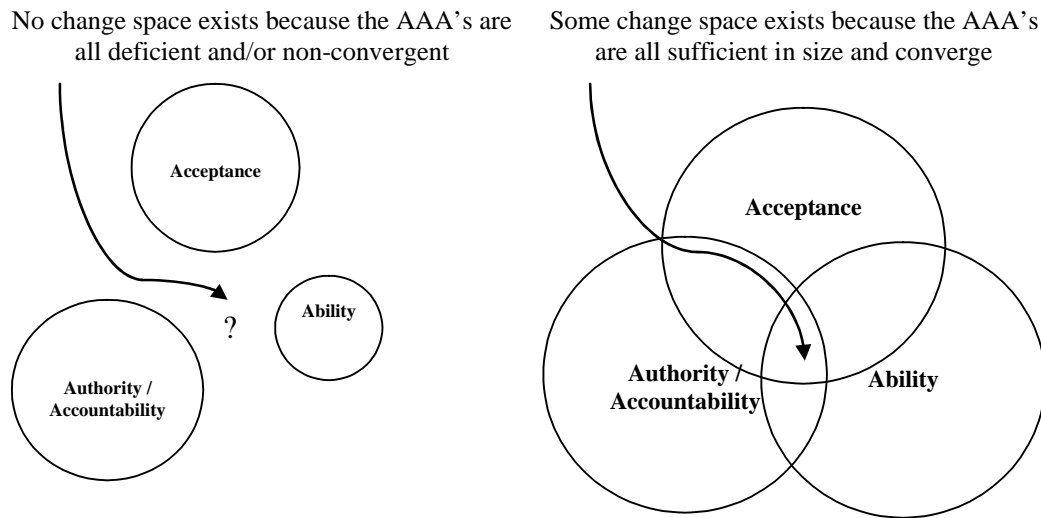 No change space exists because the AAA’s are
all deficient and/or non-convergent
Acceptance
Ability
?
Authority /
Accountability
Some change space exists because the AAA’s
are all sufficient in size and converge
Acceptance
Authority /
Accountability
Ability